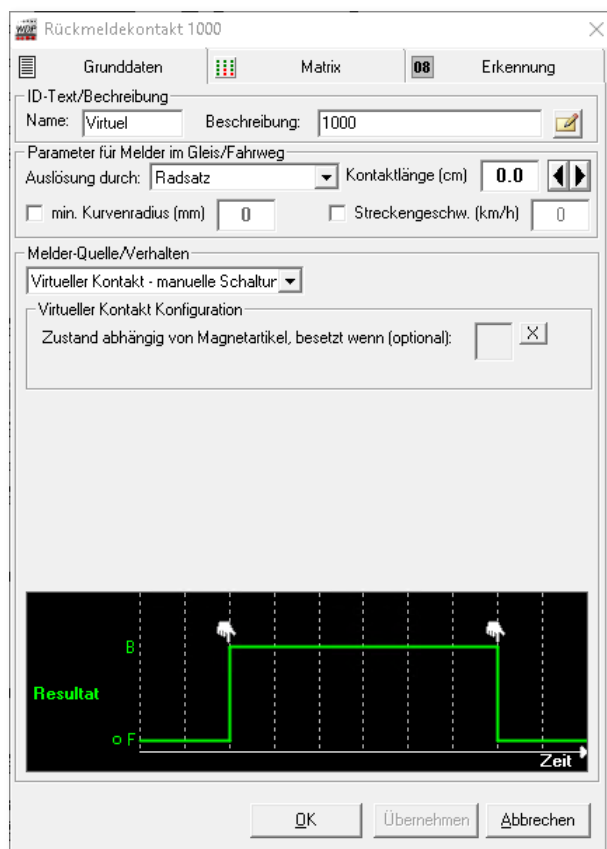 WDP Rückmeldekontakt 1000
Grunddaten Matrix 08 Erkennung
ID-Text/Bechreibung
Name: Virtuel Beschreibung: 1000
Parameter für Melder im Gleis/Fahrweg
Auslösung durch: Radsatz Kontaktlänge (cm) 0.0
min. Kurvenradius (mm) 0 Streckengeschw. (km/h) 0
Melder-Quelle/Verhalten
Virtueller Kontakt - manuelle Schaltur
Virtueller Kontakt Konfiguration
Zustand abhängig von Magnetartikel, besetzt wenn (optional): X
B
Resultat
o F
Zeit
OK Übernehmen Abbrechen